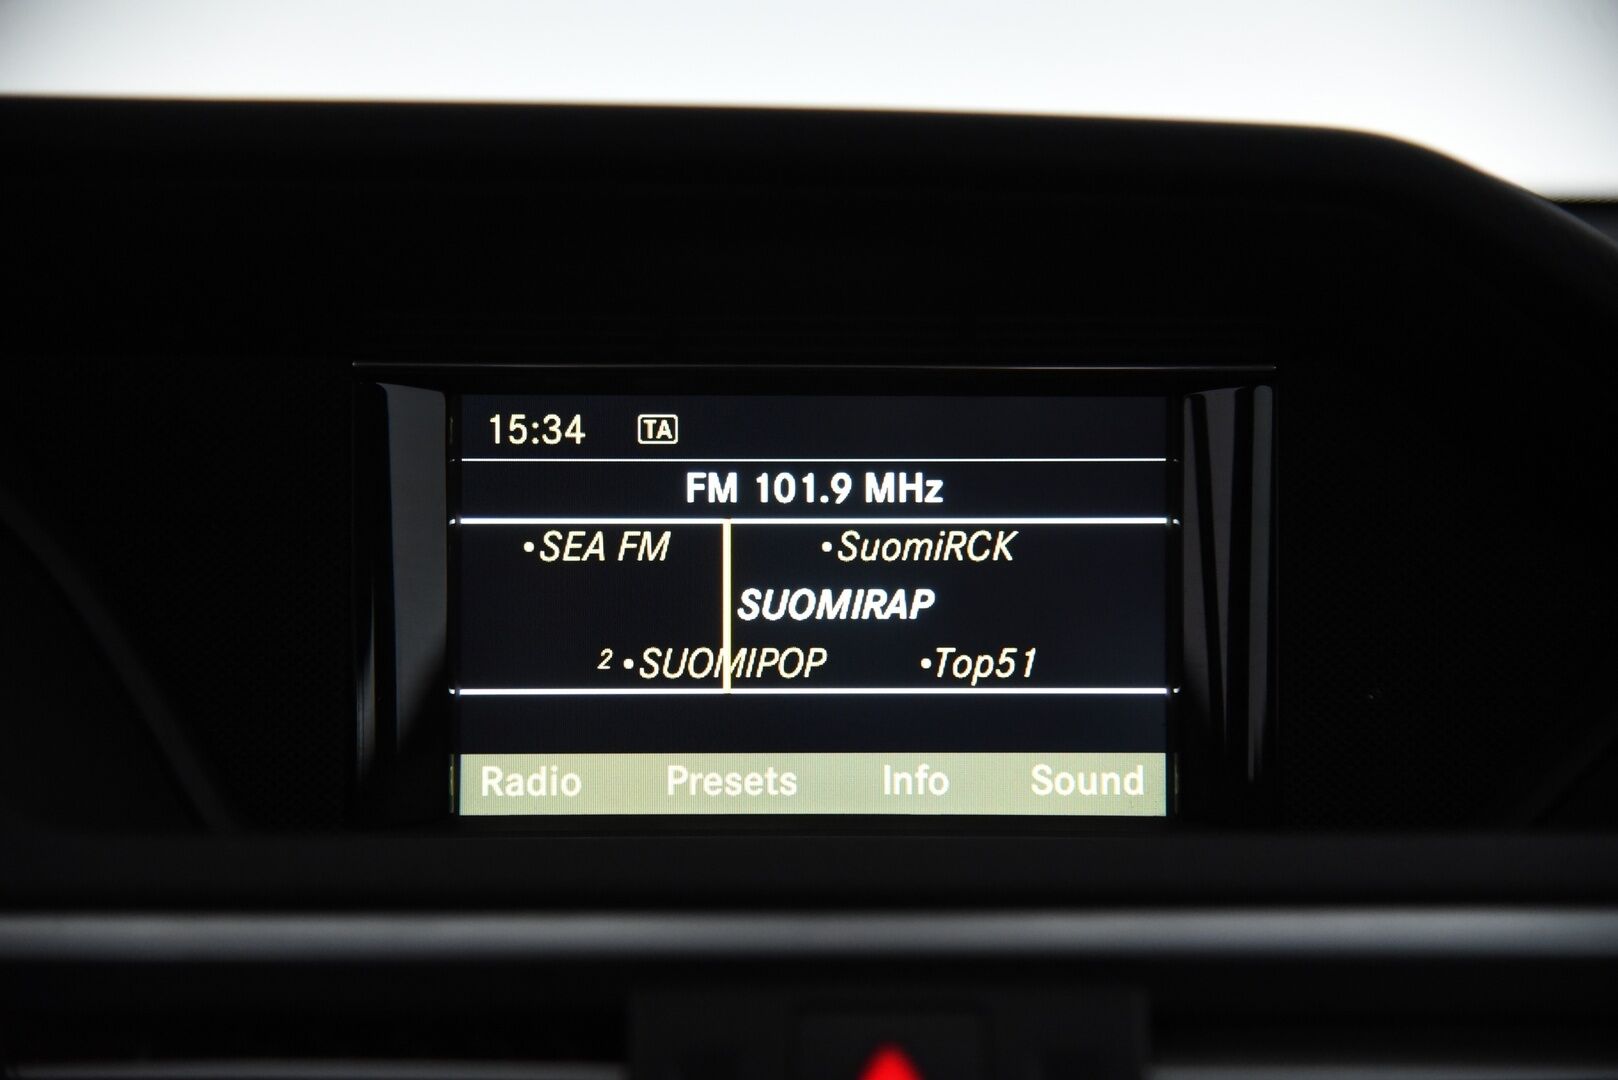 15:34 TA
FM 101.9 MHz
•SEA FM •SuomiRCK
SUOMIRAP
2 •SUOMIPOP •Top51
Radio Presets Info Sound